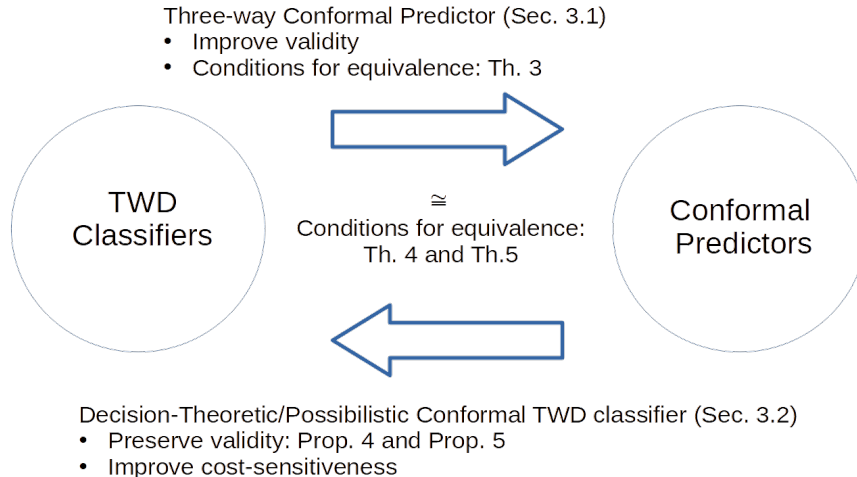 Three-way Conformal Predictor (Sec. 3.1)
• Improve validity
• Conditions for equivalence: Th. 3
TWD
Classifiers
≅
Conditions for equivalence:
Th. 4 and Th.5
Conformal
Predictors
Decision-Theoretic/Possibilistic Conformal TWD classifier (Sec. 3.2)
• Preserve validity: Prop. 4 and Prop. 5
• Improve cost-sensitiveness